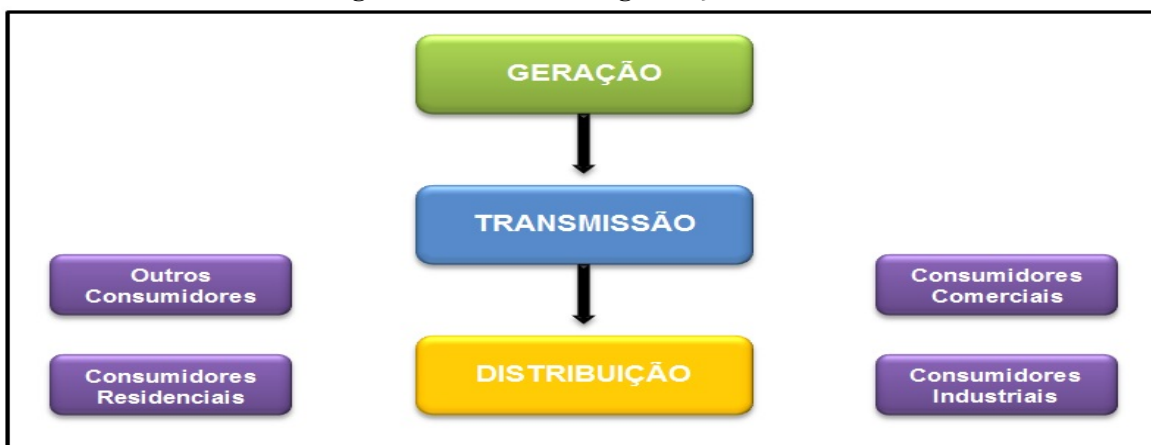 GERAÇÃO
TRANSMISSÃO
Outros
Consumidores
Consumidores
Comerciais
DISTRIBUIÇÃO
Consumidores
Residenciais
Consumidores
Industriais